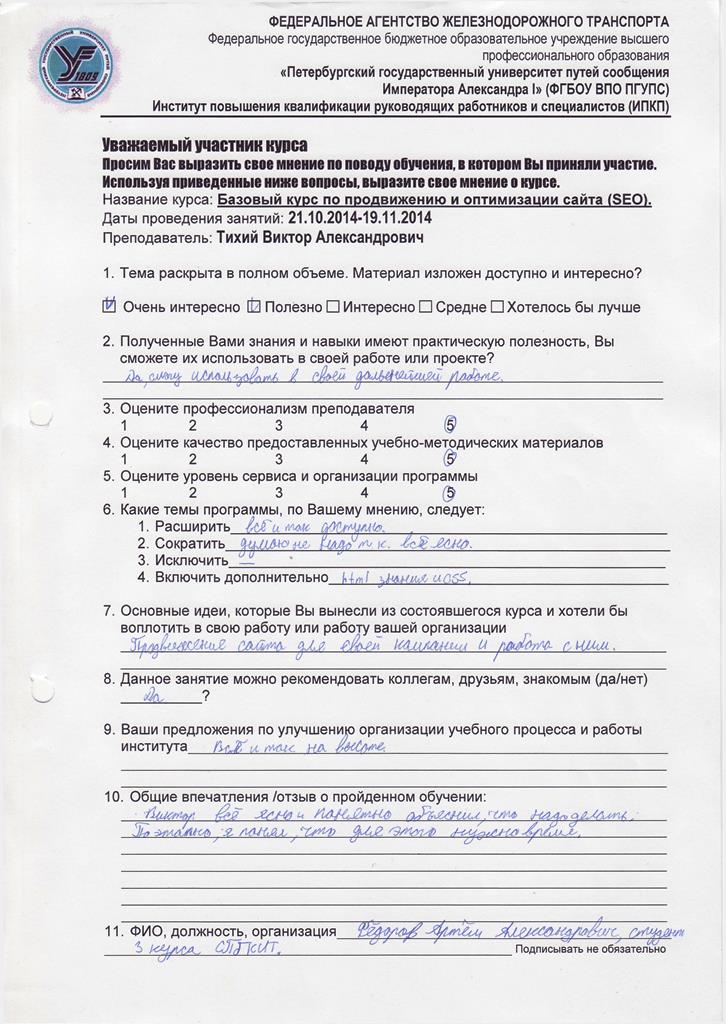 ФЕДЕРАЛЬНОЕ АГЕНТСТВО ЖЕЛЕЗНОДОРОЖНОГО ТРАНСПОРТА
Федеральное государственное бюджетное образовательное учреждение высшего
профессионального образования
«Петербургский государственный университет путей сообщения
Императора Александра I» (ФГБОУ ВПО ПГУПС)
Институт повышения квалификации руководящих работников и специалистов (ИПКП)
1809
Уважаемый участник курса
Просим Вас выразить свое мнение по поводу обучения, в котором Вы приняли участие.
Используя приведенные ниже вопросы, выразите свое мнение о курсе.
Название курса: Базовый курс по продвижению и оптимизации сайта (SEO).
Даты проведения занятий: 21.10.2014-19.11.2014
Преподаватель: Тихий Виктор Александрович
1. Тема раскрыта в полном объеме. Материал изложен доступно и интересно?
Очень интересно Полезно Интересно Средне Хотелось бы лучше
2. Полученные Вами знания и навыки имеют практическую полезность, Вы
сможете их использовать в своей работе или проекте?
Да, смогу использовать в своей дальнейшей работе.
3. Оцените профессионализм преподавателя
1 2 3 4 5
4. Оцените качество предоставленных учебно-методических материалов
1 2 3 4 5
5. Оцените уровень сервиса и организации программы
1 2 3 4 5
6. Какие темы программы, по Вашему мнению, следует:
1. Расширить всё и так доступно.
2. Сократить думаю не надо т.к. всё ясно.
3. Исключить —
4. Включить дополнительно html знания и CSS.
7. Основные идеи, которые Вы вынесли из состоявшегося курса и хотели бы
воплотить в свою работу или работу вашей организации
Продвижение сайта для своей кампании и работа с ним.
8. Данное занятие можно рекомендовать коллегам, друзьям, знакомым (да/нет)
Да ?
9. Ваши предложения по улучшению организации учебного процесса и работы
института Всё и так на высоте.
10. Общие впечатления /отзыв о пройденном обучении:
Виктор всё ясно и понятно объяснил, что надо делать.
Поэтапно, я понял, что для этого нужно время.
11. ФИО, должность, организация Фёдоров Артём Александрович, студент
3 курса СПбКИТ.
Подписывать не обязательно